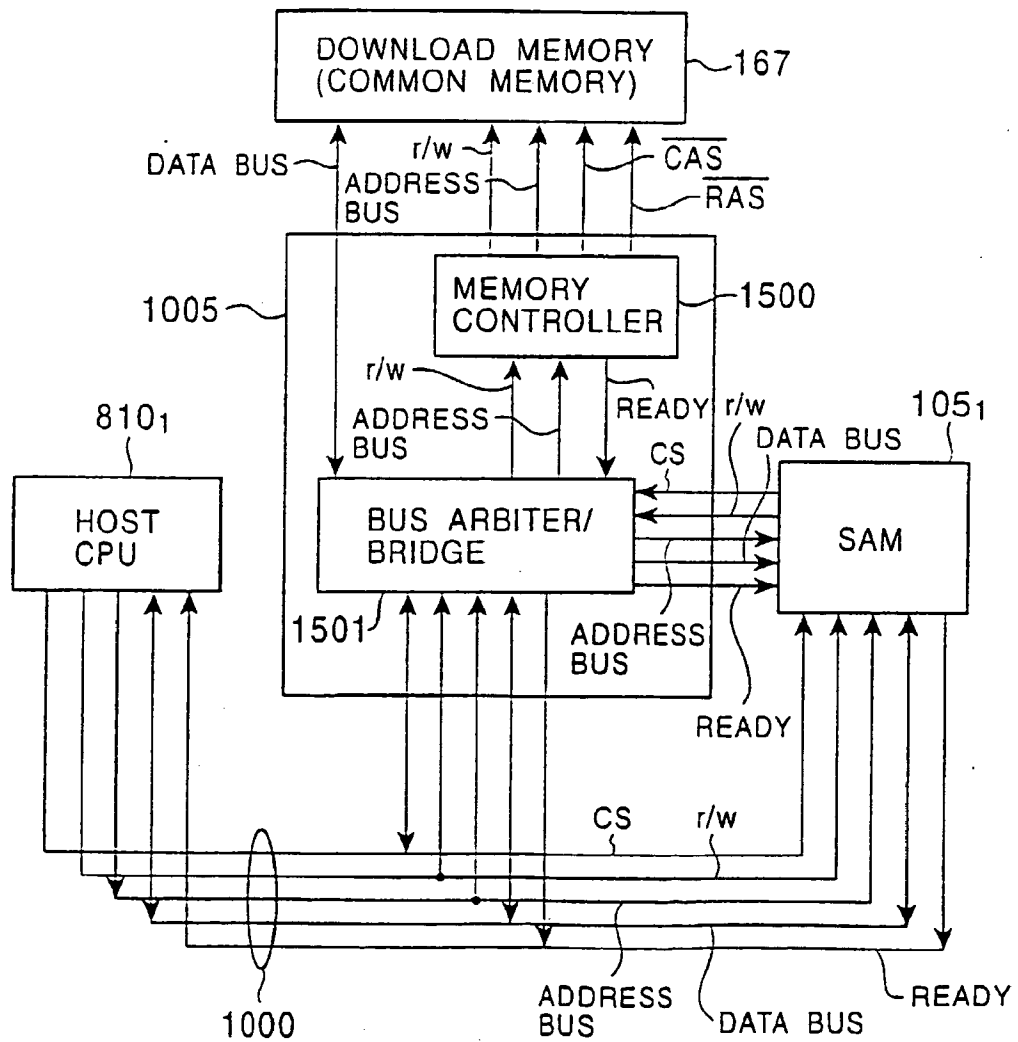 DOWNLOAD MEMORY
(COMMON MEMORY)
167
DATA BUS
r/w
ADDRESS
BUS
CAS
RAS
1005
MEMORY
CONTROLLER
1500
r/w
ADDRESS
BUS
READY
r/w
105₁
DATA BUS
CS
810₁
HOST
CPU
BUS ARBITER/
BRIDGE
SAM
1501
ADDRESS
BUS
READY
CS
r/w
1000
ADDRESS
BUS
DATA BUS
READY